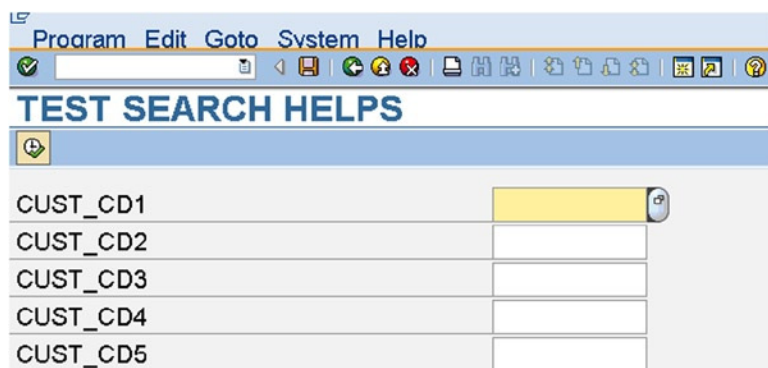 Program Edit Goto System Help
TEST SEARCH HELPS
CUST_CD1
CUST_CD2
CUST_CD3
CUST_CD4
CUST_CD5